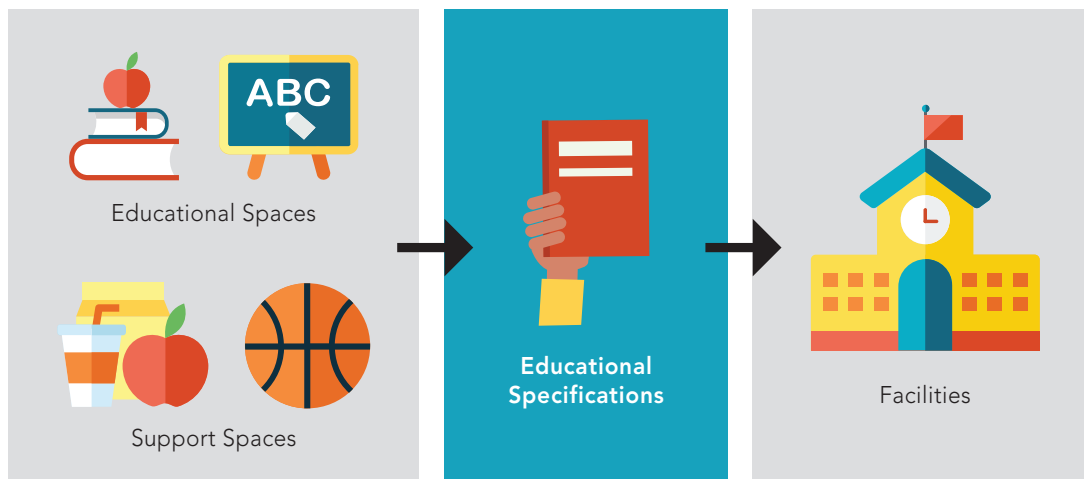 ABC
Educational Spaces
Support Spaces
Educational
Specifications
Facilities